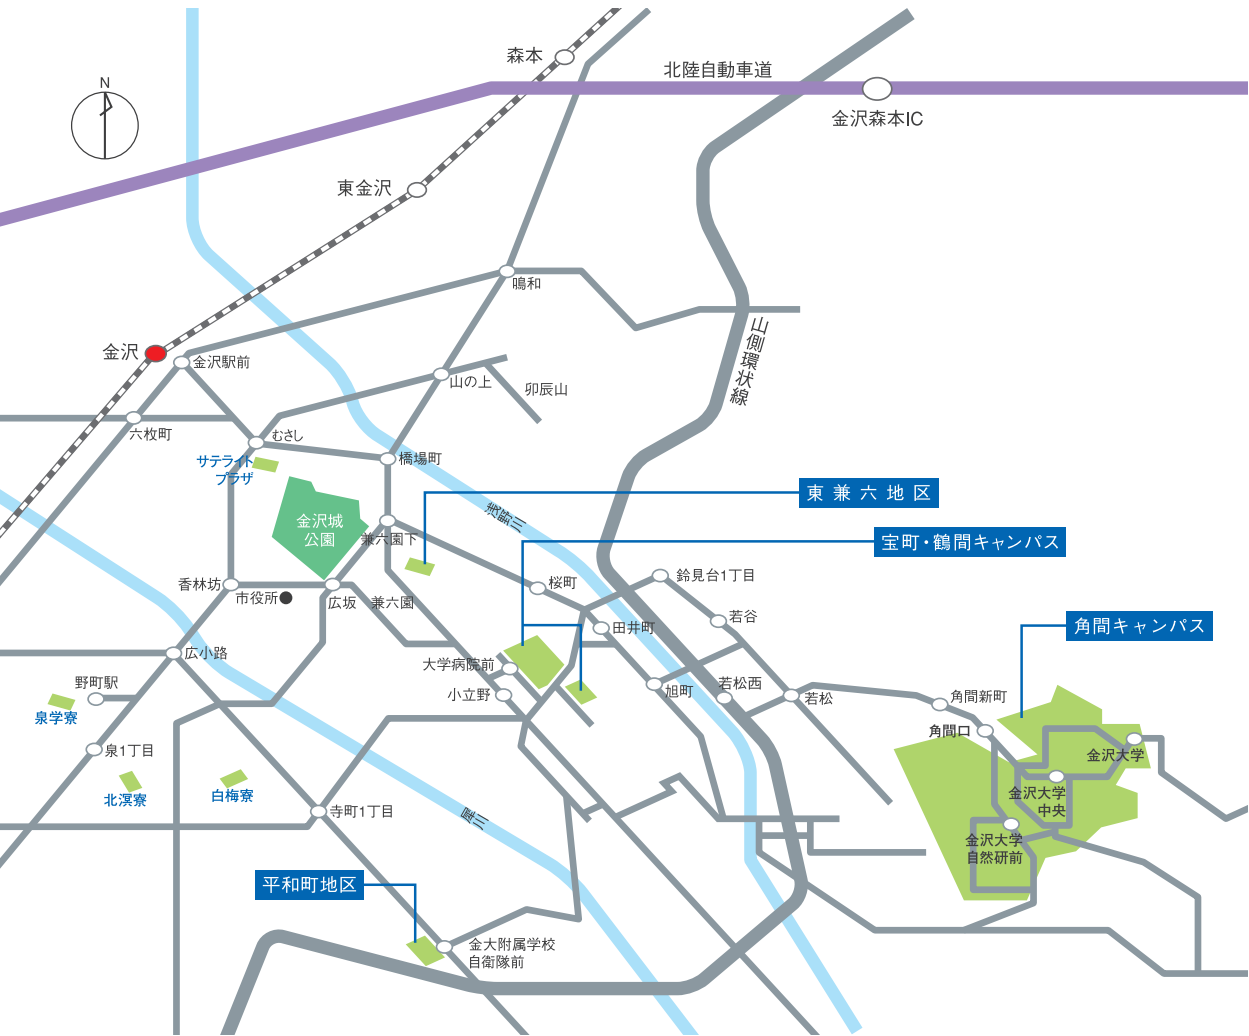 N
森本
北陸自動車道
金沢森本IC
東金沢
鳴和
山側環状線
金沢
金沢駅前
山の上
卯辰山
六枚町
むさし
橋場町
サテライト
プラザ
東兼六地区
浅野川
金沢城
公園
兼六園下
宝町・鶴間キャンパス
香林坊
市役所
広坂
兼六園
桜町
鈴見台1丁目
若谷
田井町
角間キャンパス
広小路
大学病院前
小立野
旭町
若松西
若松
角間新町
角間口
野町駅
泉学寮
泉1丁目
金沢大学
北溟寮
白梅寮
寺町1丁目
犀川
金沢大学
中央
金沢大学
自然研前
平和町地区
金大附属学校
自衛隊前